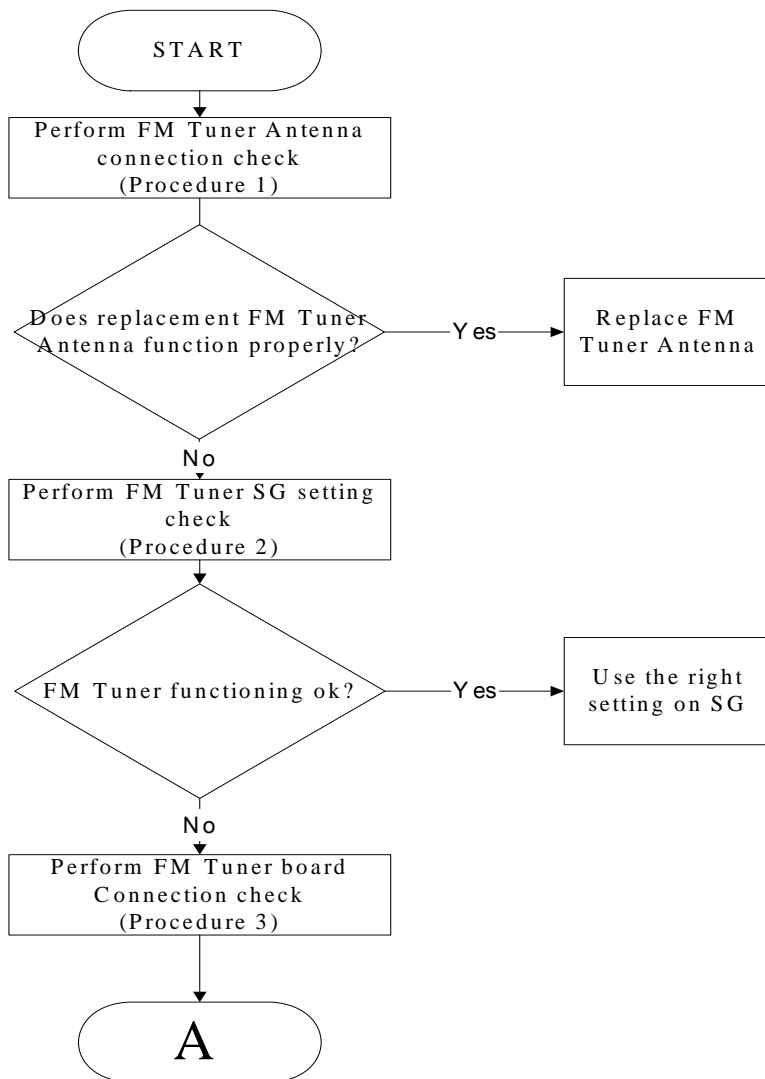 START
Perform FM Tuner Antenna
connection check
(Procedure 1)
Does replacement FM Tuner
Antenna function properly?
Yes
Replace FM
Tuner Antenna
No
Perform FM Tuner SG setting
check
(Procedure 2)
FM Tuner functioning ok?
Yes
Use the right
setting on SG
No
Perform FM Tuner board
Connection check
(Procedure 3)
A